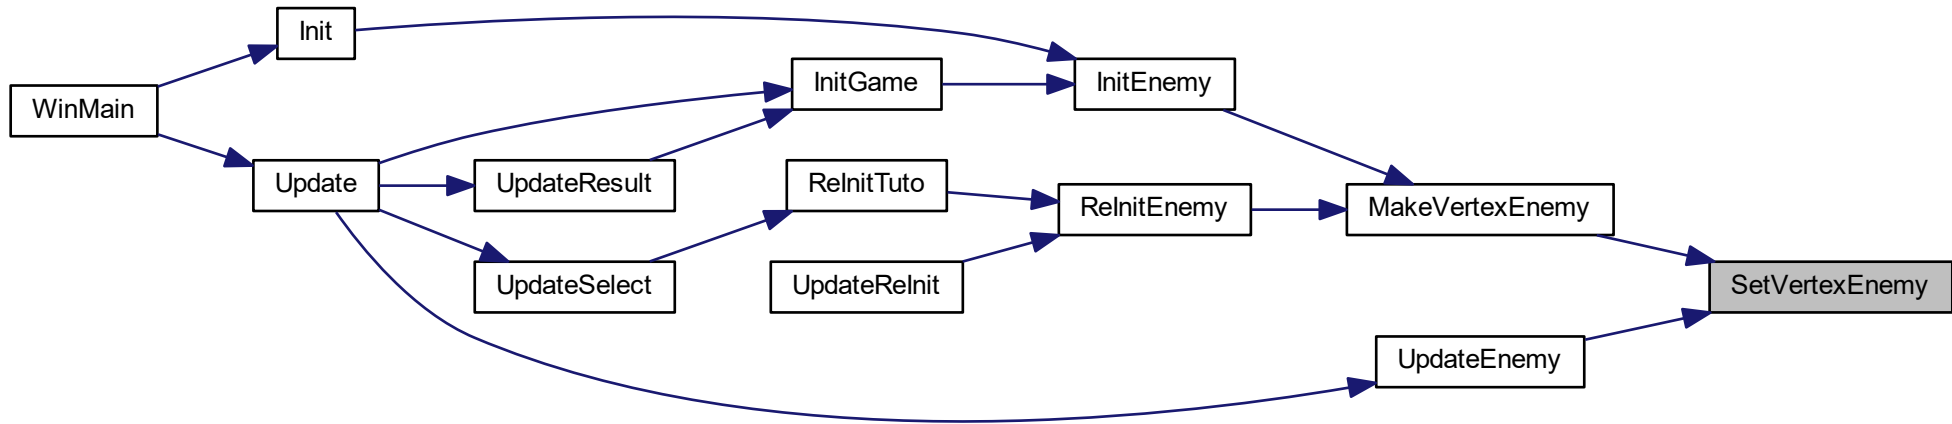 Init
WinMain
Update
InitGame
UpdateResult
UpdateSelect
ReInitTuto
UpdateReInit
InitEnemy
ReInitEnemy
MakeVertexEnemy
UpdateEnemy
SetVertexEnemy